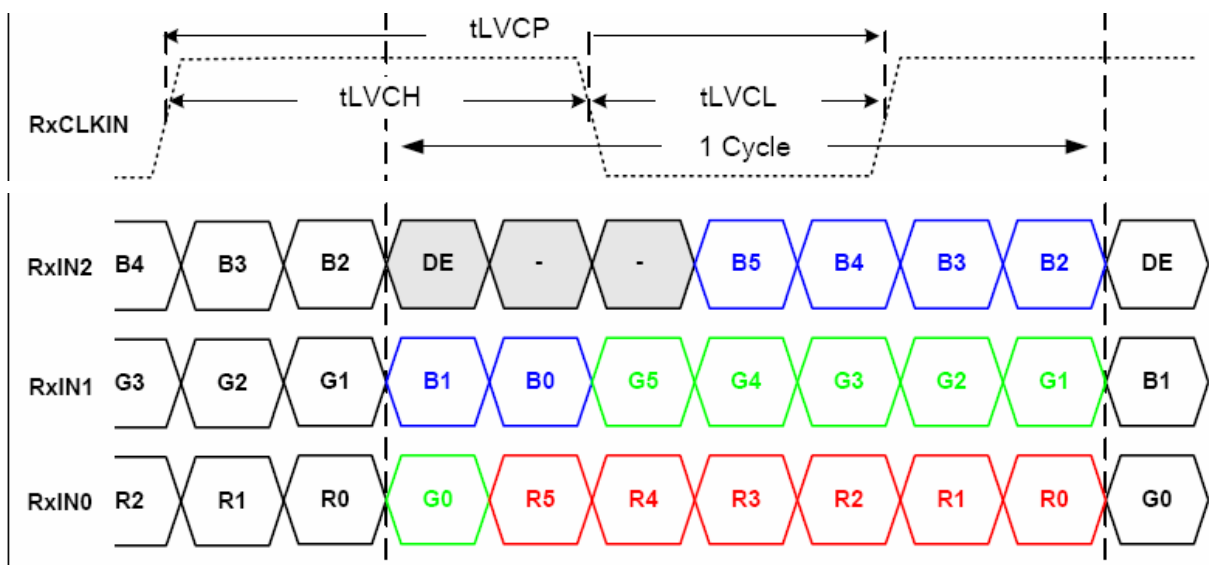 tLVCP
tLVCH tLVCL
RxCLKIN
1 Cycle
RxIN2 B4 B3 B2 DE - - B5 B4 B3 B2 DE
RxIN1 G3 G2 G1 B1 B0 G5 G4 G3 G2 G1 B1
RxIN0 R2 R1 R0 G0 R5 R4 R3 R2 R1 R0 G0